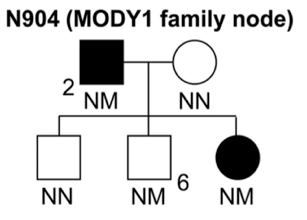 N904 (MODY1 family node)
2
NM NN
6
NN NM NM